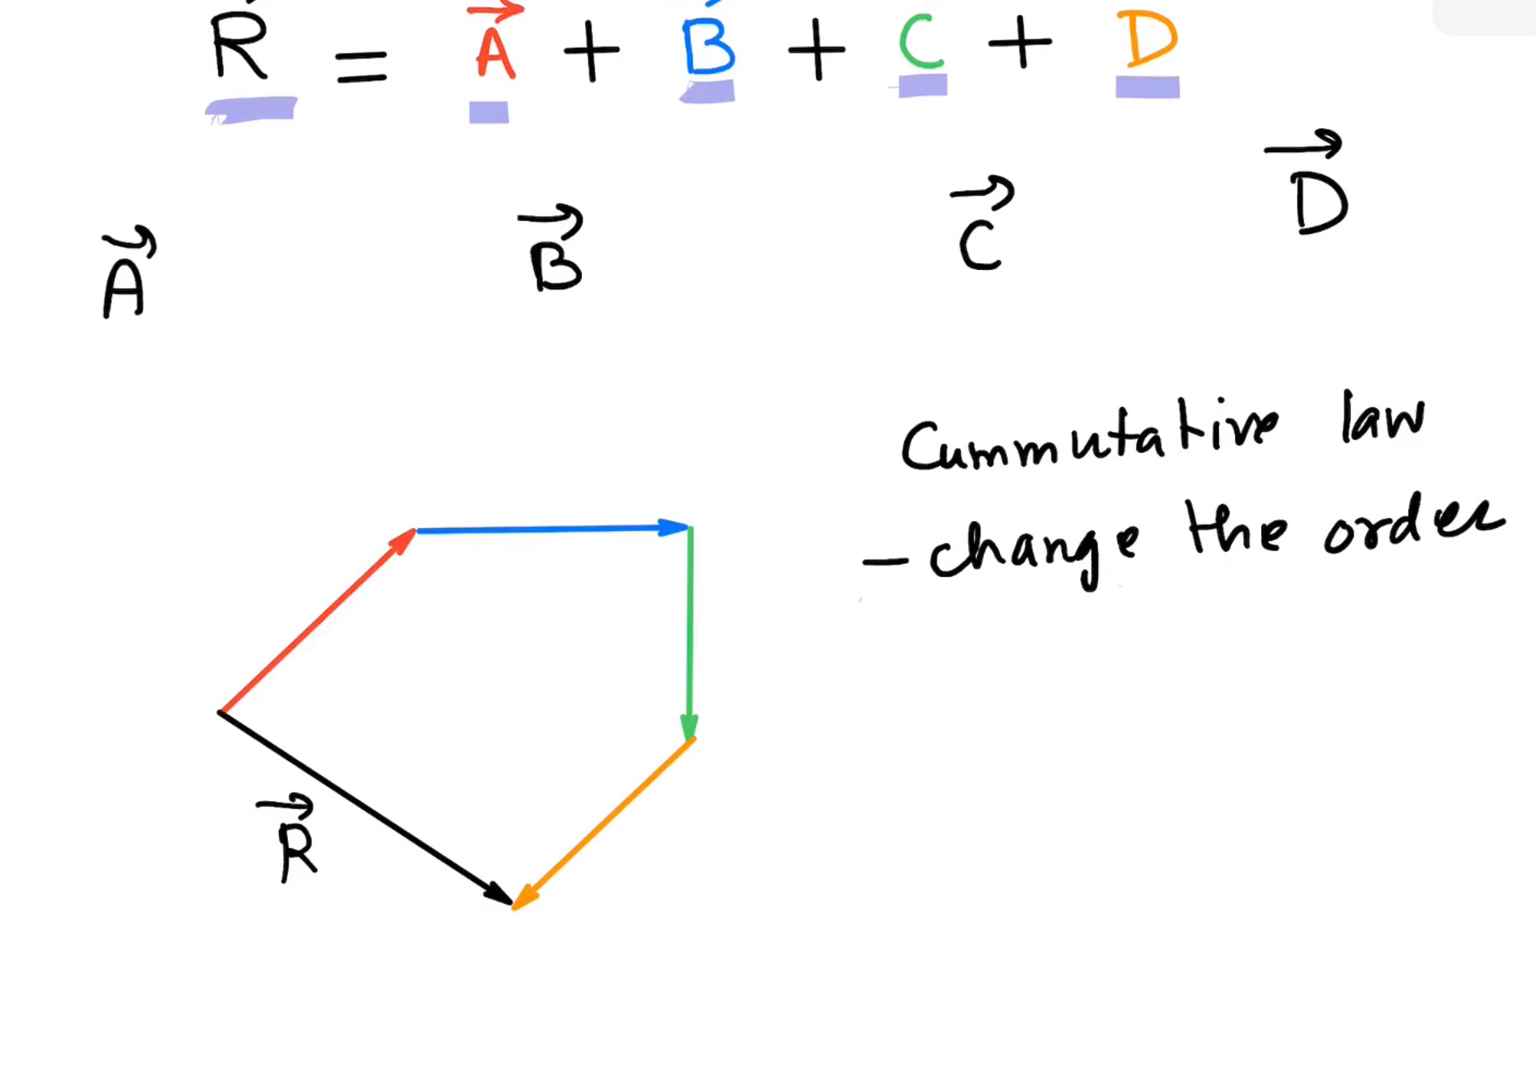 R = A + B + C + D
A B C D
Cummutative law
- change the order
R